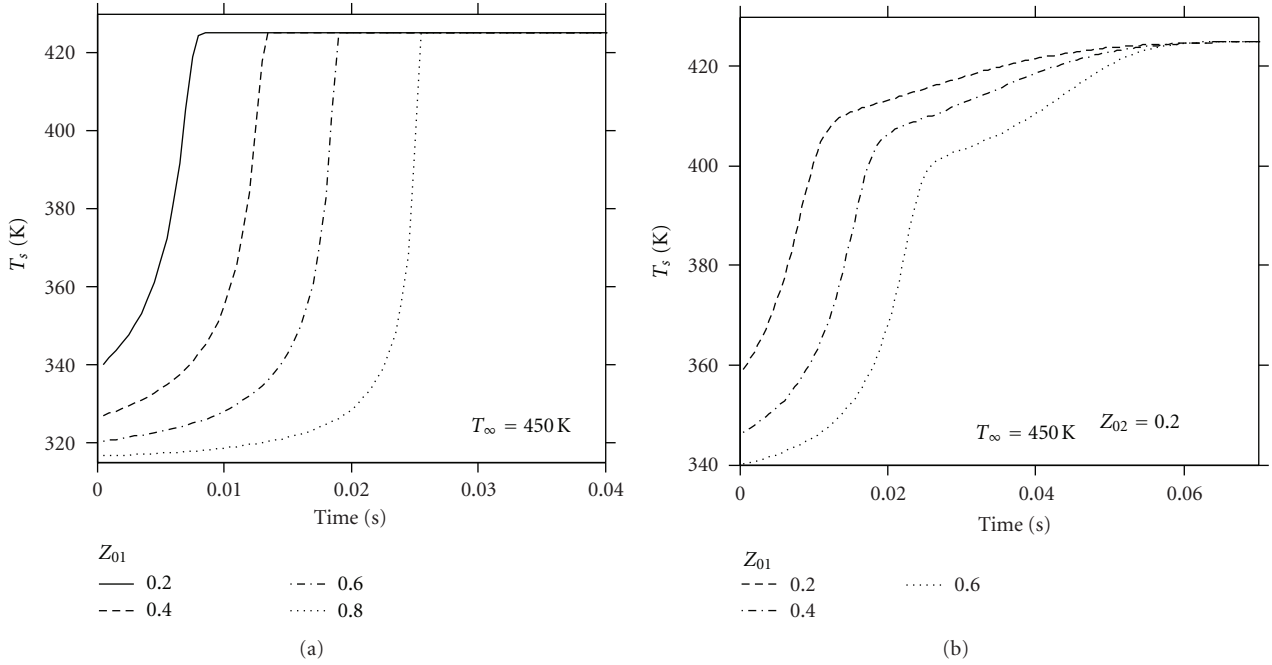 420
400
380
360
340
320
T_s (K)
T_∞ = 450 K
0 0.01 0.02 0.03 0.04
Time (s)
Z_01
0.2 0.6
0.4 0.8
(a)
420
400
380
360
340
T_s (K)
T_∞ = 450 K Z_02 = 0.2
0 0.02 0.04 0.06
Time (s)
Z_01
0.2 0.6
0.4
(b)